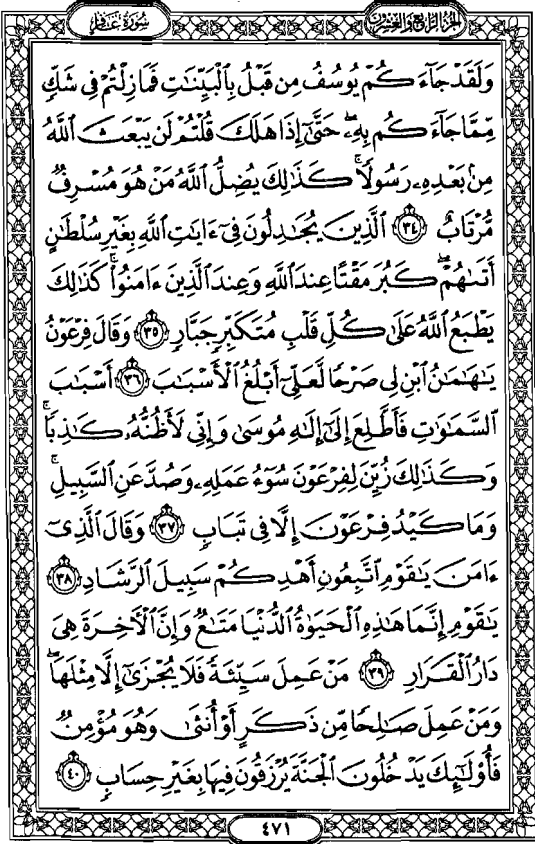 سُورَةُ غَافِرٍ
الجُزْءُ الرَّابِعُ وَالعِشْرُونَ
وَلَقَدْ جَآءَكُمْ يُوسُفُ مِن قَبْلُ بِٱلْبَيِّنَٰتِ فَمَازِلْتُمْ فِى شَكٍّ
مِّمَّا جَآءَكُم بِهِۦ ۖ حَتَّىٰٓ إِذَا هَلَكَ قُلْتُمْ لَن يَبْعَثَ ٱللَّهُ
مِنۢ بَعْدِهِۦ رَسُولًا ۚ كَذَٰلِكَ يُضِلُّ ٱللَّهُ مَنْ هُوَ مُسْرِفٌ
مُّرْتَابٌ ٣٤ ٱلَّذِينَ يُجَٰدِلُونَ فِىٓ ءَايَٰتِ ٱللَّهِ بِغَيْرِ سُلْطَٰنٍ
أَتَىٰهُمْ ۖ كَبُرَ مَقْتًا عِندَ ٱللَّهِ وَعِندَ ٱلَّذِينَ ءَامَنُوا۟ ۚ كَذَٰلِكَ
يَطْبَعُ ٱللَّهُ عَلَىٰ كُلِّ قَلْبِ مُتَكَبِّرٍ جَبَّارٍ ٣٥ وَقَالَ فِرْعَوْنُ
يَٰهَٰمَٰنُ ٱبْنِ لِى صَرْحًا لَّعَلِّىٓ أَبْلُغُ ٱلْأَسْبَٰبَ ٣٦ أَسْبَٰبَ
ٱلسَّمَٰوَٰتِ فَأَطَّلِعَ إِلَىٰٓ إِلَٰهِ مُوسَىٰ وَإِنِّى لَأَظُنُّهُۥ كَٰذِبًا ۚ
وَكَذَٰلِكَ زُيِّنَ لِفِرْعَوْنَ سُوٓءُ عَمَلِهِۦ وَصُدَّ عَنِ ٱلسَّبِيلِ ۚ
وَمَا كَيْدُ فِرْعَوْنَ إِلَّا فِى تَبَابٍ ٣٧ وَقَالَ ٱلَّذِىٓ
ءَامَنَ يَٰقَوْمِ ٱتَّبِعُونِ أَهْدِكُمْ سَبِيلَ ٱلرَّشَادِ ٣٨
يَٰقَوْمِ إِنَّمَا هَٰذِهِ ٱلْحَيَوٰةُ ٱلدُّنْيَا مَتَٰعٌ وَإِنَّ ٱلْأَخِرَةَ هِىَ
دَارُ ٱلْقَرَارِ ٣٩ مَنْ عَمِلَ سَيِّئَةً فَلَا يُجْزَىٰٓ إِلَّا مِثْلَهَا ۖ
وَمَنْ عَمِلَ صَٰلِحًا مِّن ذَكَرٍ أَوْ أُنثَىٰ وَهُوَ مُؤْمِنٌ
فَأُو۟لَٰٓئِكَ يَدْخُلُونَ ٱلْجَنَّةَ يُرْزَقُونَ فِيهَا بِغَيْرِ حِسَابٍ ٤٠
٤٧١